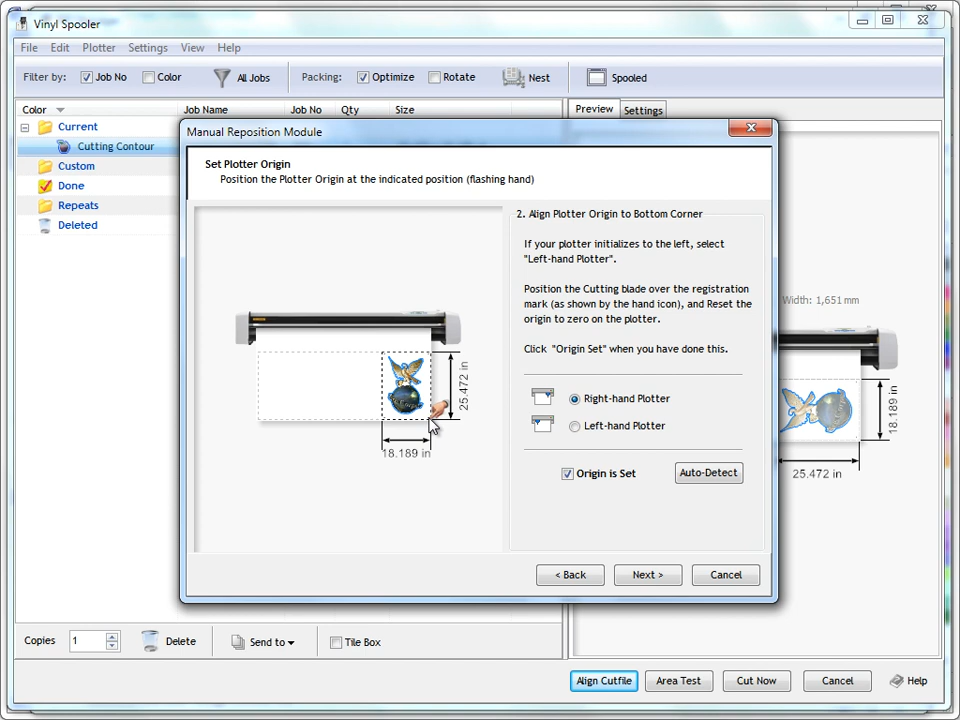 Vinyl Spooler
File Edit Plotter Settings View Help
Filter by: Job No Color All Jobs Packing: Optimize Rotate Nest Spooled
Color Job Name Job No Qty Size
Preview Settings
Current
Cutting Contour
Custom
Done
Repeats
Deleted
Manual Reposition Module
Set Plotter Origin
Position the Plotter Origin at the indicated position (flashing hand)
2. Align Plotter Origin to Bottom Corner
If your plotter initializes to the left, select
"Left-hand Plotter".
Position the Cutting blade over the registration
mark (as shown by the hand icon), and Reset the
origin to zero on the plotter.
Click "Origin Set" when you have done this.
Right-hand Plotter
Left-hand Plotter
Origin is Set Auto-Detect
25.472 in
18.189 in
< Back Next > Cancel
Width: 1,651mm
18.189 in
25.472 in
Copies 1 Delete Send to Tile Box
Align Cutfile Area Test Cut Now Cancel Help